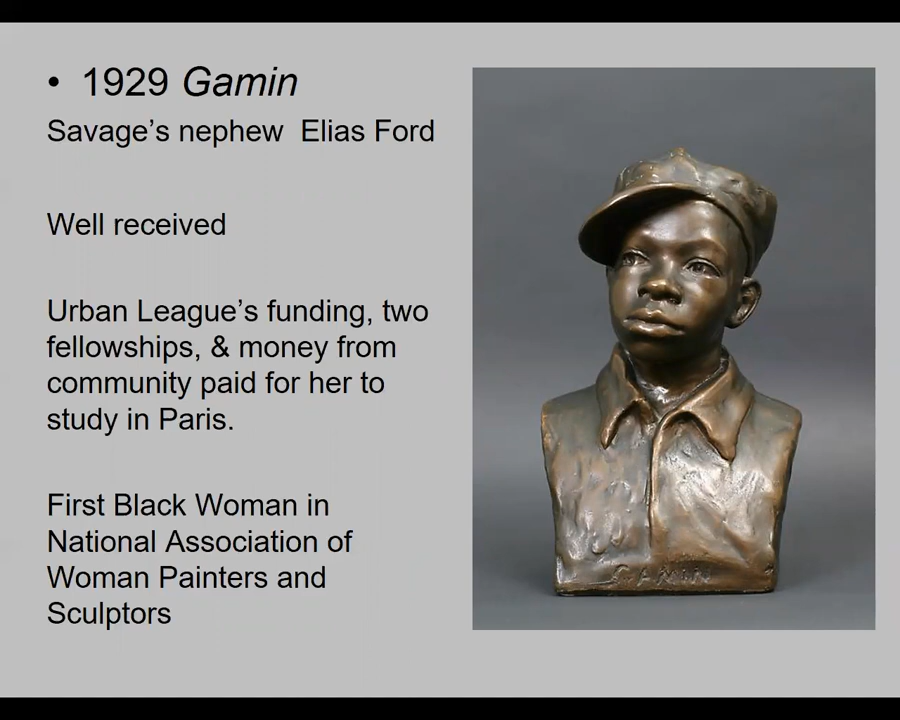 • 1929 Gamin
Savage's nephew  Elias Ford
Well received
Urban League's funding, two
fellowships, & money from
community paid for her to
study in Paris.
First Black Woman in
National Association of
Woman Painters and
Sculptors
GAMIN